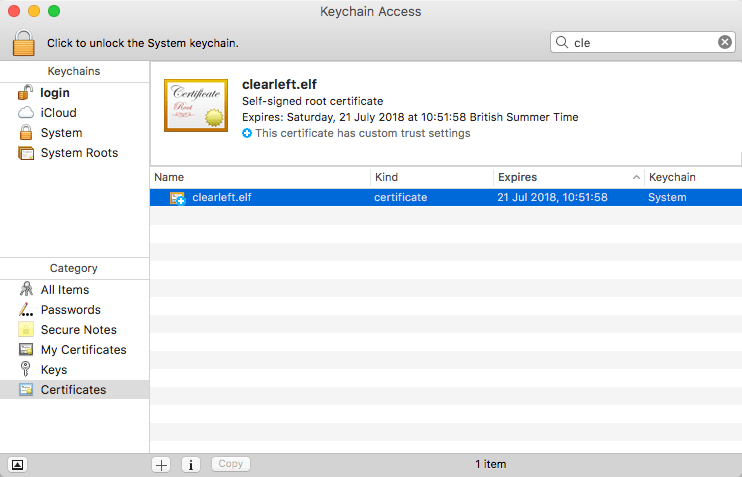 Keychain Access
Click to unlock the System keychain.
cle
Keychains
login
iCloud
System
System Roots
Certificate
Root
clearleft.elf
Self-signed root certificate
Expires: Saturday, 21 July 2018 at 10:51:58 British Summer Time
This certificate has custom trust settings
Name Kind Expires Keychain
clearleft.elf certificate 21 Jul 2018, 10:51:58 System
Category
All Items
Passwords
Secure Notes
My Certificates
Keys
Certificates
Copy
1 item